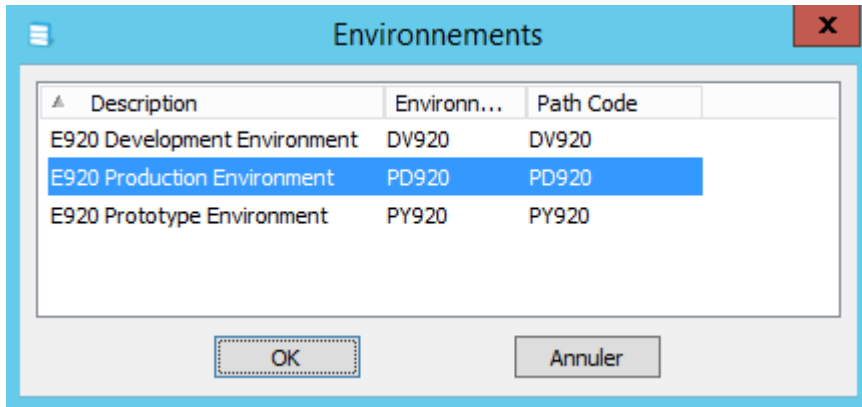 Environnements
x
Description Environn... Path Code
E920 Development Environment DV920 DV920
E920 Production Environment PD920 PD920
E920 Prototype Environment PY920 PY920
OK Annuler